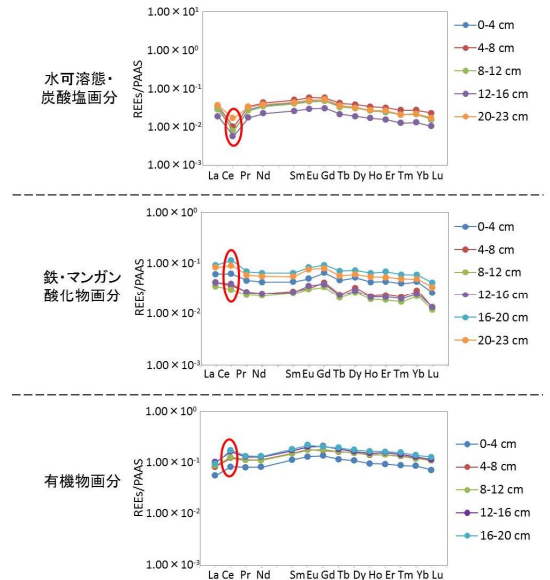 水可溶態・
炭酸塩画分
REEs/PAAS
1.00×10¹
1.00×10⁰
1.00×10⁻¹
1.00×10⁻²
1.00×10⁻³
La Ce Pr Nd Sm Eu Gd Tb Dy Ho Er Tm Yb Lu
0-4 cm
4-8 cm
8-12 cm
12-16 cm
20-23 cm
鉄・マンガン
酸化物画分
REEs/PAAS
1.00×10⁰
1.00×10⁻¹
1.00×10⁻²
1.00×10⁻³
La Ce Pr Nd Sm Eu Gd Tb Dy Ho Er Tm Yb Lu
0-4 cm
4-8 cm
8-12 cm
12-16 cm
16-20 cm
20-23 cm
有機物画分
REEs/PAAS
1.00×10⁰
1.00×10⁻¹
1.00×10⁻²
1.00×10⁻³
La Ce Pr Nd Sm Eu Gd Tb Dy Ho Er Tm Yb Lu
0-4 cm
4-8 cm
8-12 cm
12-16 cm
16-20 cm